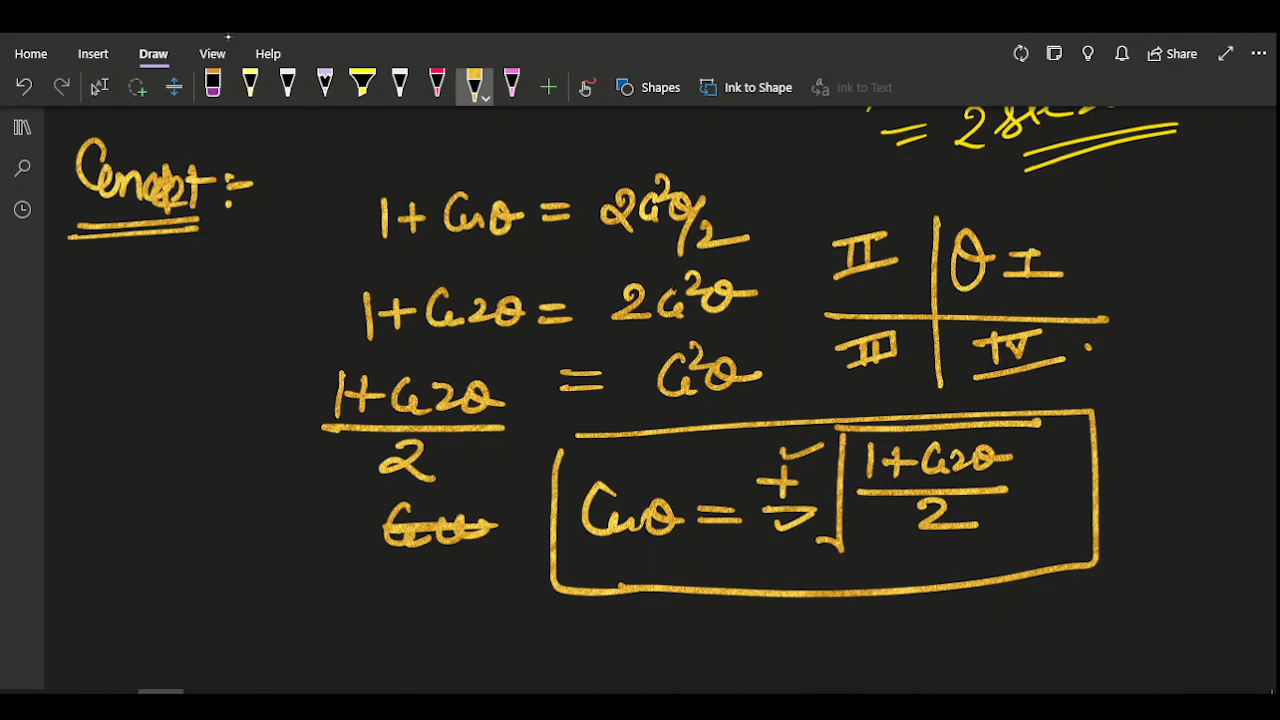 Home Insert Draw View Help Share
Shapes Ink to Shape Ink to Text
= 2
Concept :-
1 + Cosθ = 2Cos²θ/2
1 + Cos2θ = 2Cos²θ
II θ I
III IV
(1 + Cos2θ)/2 = Cos²θ
Cosθ = ± √((1 + Cos2θ)/2)